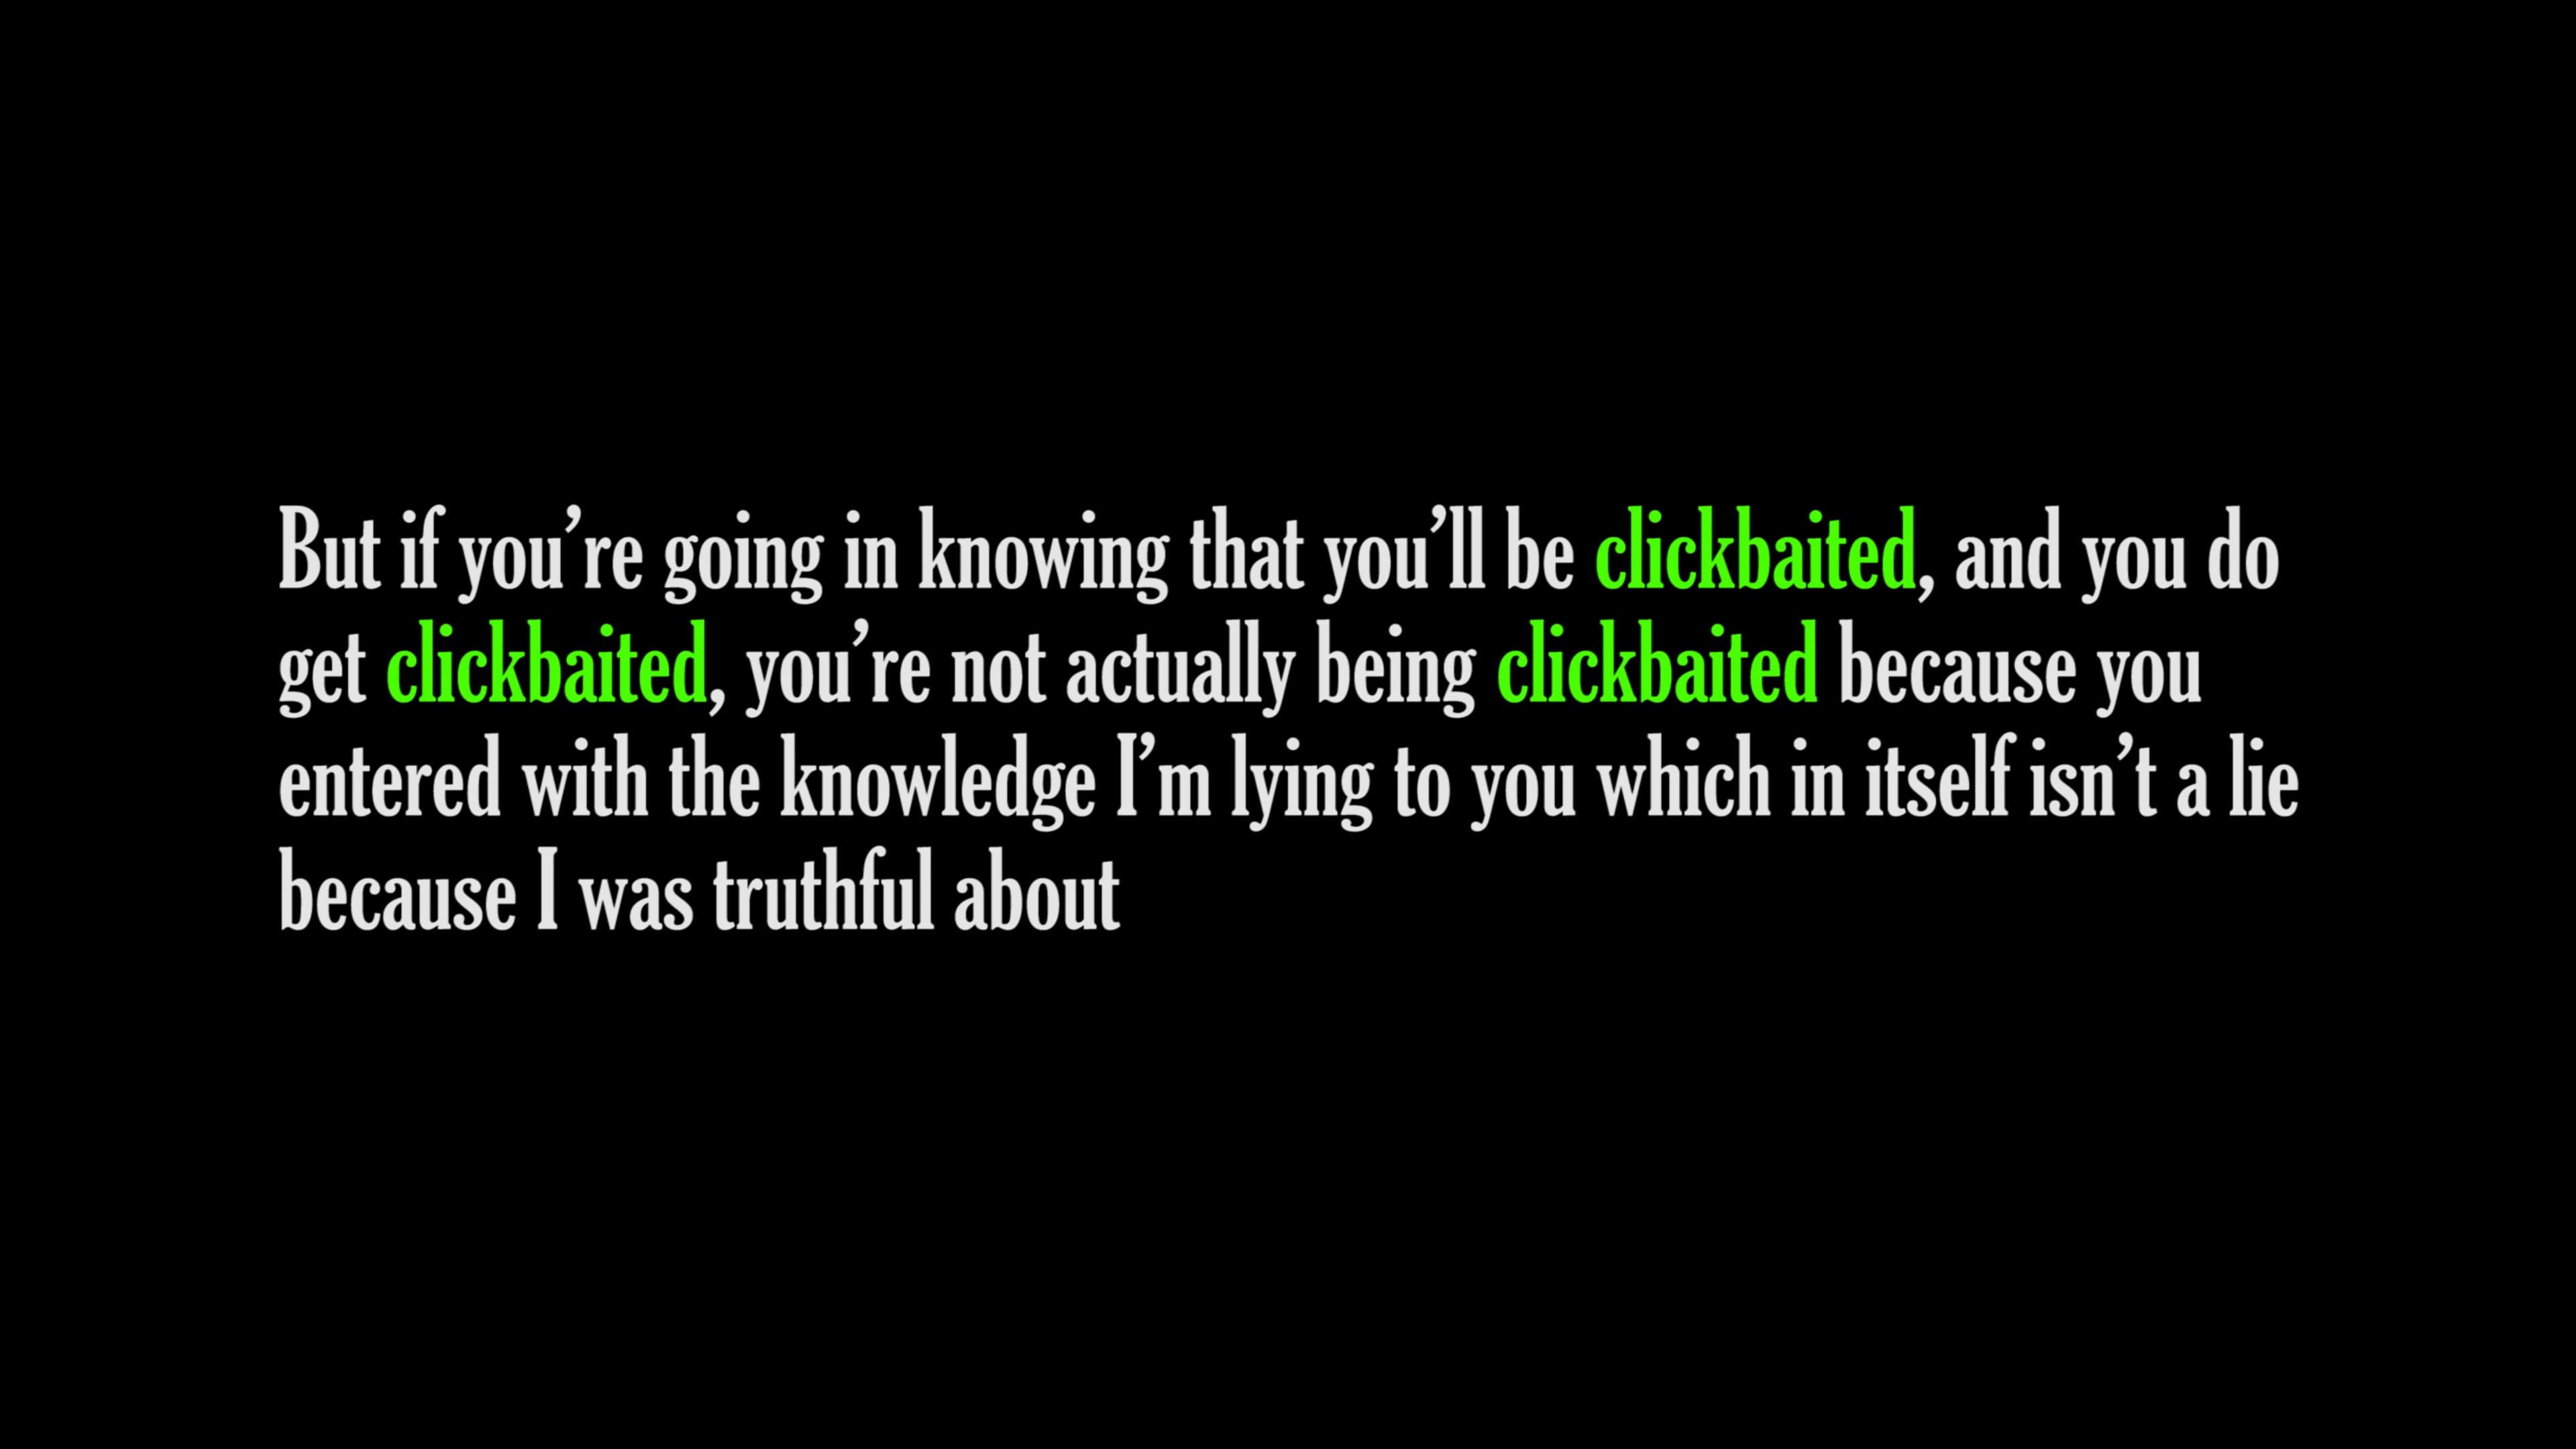 But if you’re going in knowing that you’ll be clickbaited, and you do
get clickbaited, you’re not actually being clickbaited because you
entered with the knowledge I’m lying to you which in itself isn’t a lie
because I was truthful about